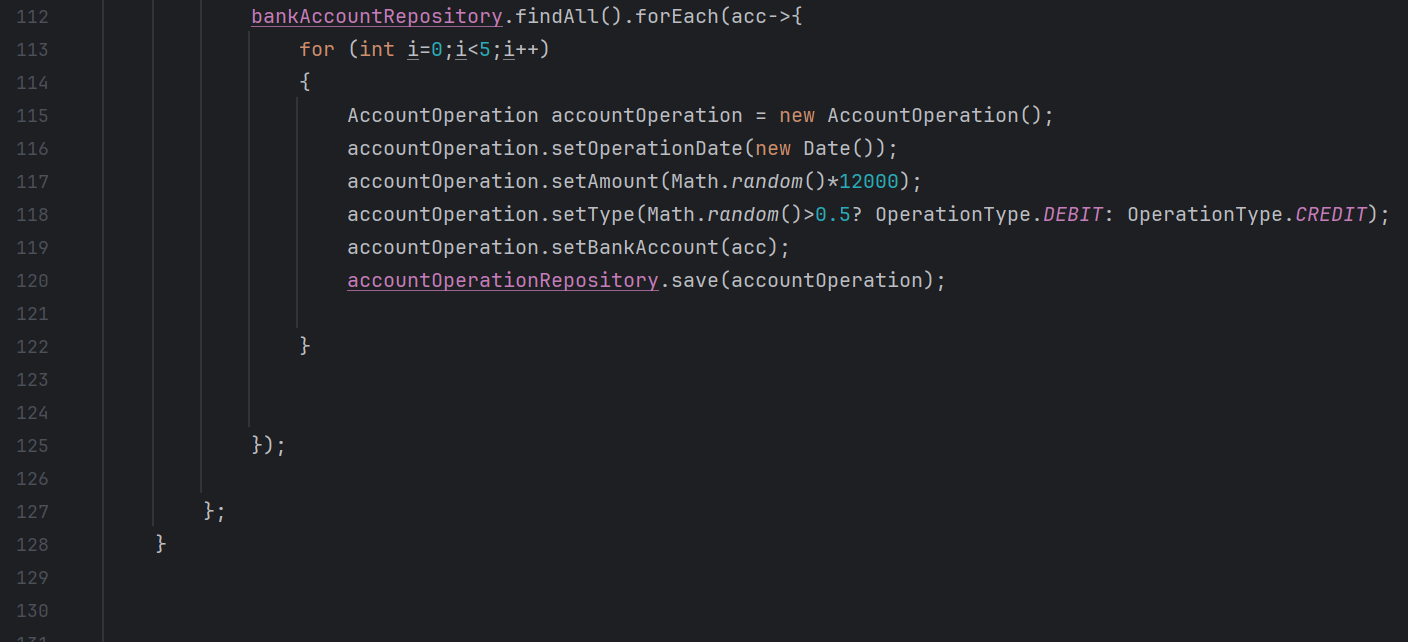 112 bankAccountRepository.findAll().forEach(acc->{
113 for (int i=0;i<5;i++)
114 {
115 AccountOperation accountOperation = new AccountOperation();
116 accountOperation.setOperationDate(new Date());
117 accountOperation.setAmount(Math.random()*12000);
118 accountOperation.setType(Math.random()>0.5? OperationType.DEBIT: OperationType.CREDIT);
119 accountOperation.setBankAccount(acc);
120 accountOperationRepository.save(accountOperation);
121
122 }
123
124
125 });
126
127 };
128 }
129
130
131